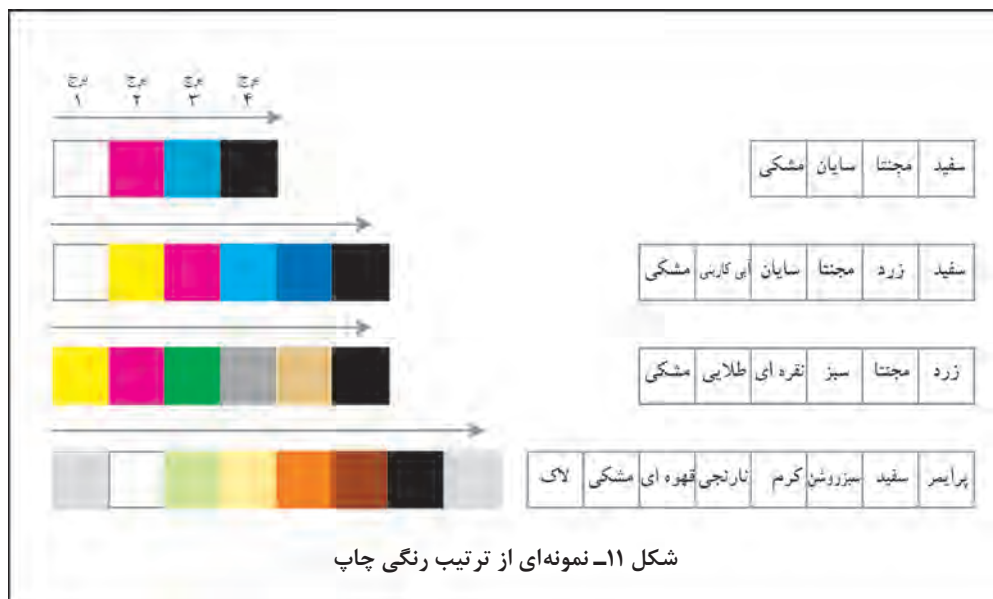 برج برج برج برج
۱ ۲ ۳ ۴
سفید مجنتا سایان مشکی
سفید زرد مجنتا سایان آبی کاربنی مشکی
زرد مجنتا سبز نقره ای طلایی مشکی
پرایمر سفید سبزروشن کرم نارنجی قهوه ای مشکی لاک
شکل ۱۱ـ نمونه‌ای از ترتیب رنگی چاپ